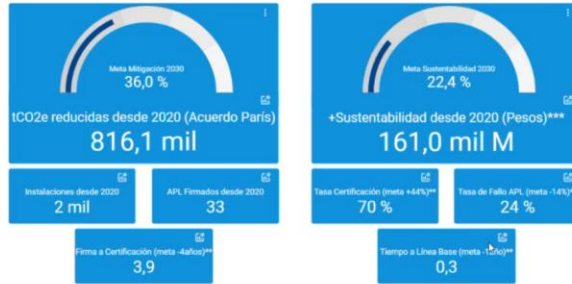 Meta Mitigación 2030
36,0 %
tCO2e reducidas desde 2020 (Acuerdo París)
816,1 mil
Instalaciones desde 2020
2 mil
APL Firmados desde 2020
33
Firma a Certificación (meta -4años)**
3,9
Meta Sustentabilidad 2030
22,4 %
+Sustentabilidad desde 2020 (Pesos)***
161,0 mil M
Tasa Certificación (meta +44%)**
70 %
Tasa de Fallo APL (meta -14%)*
24 %
Tiempo a Línea Base (meta -1año)**
0,3